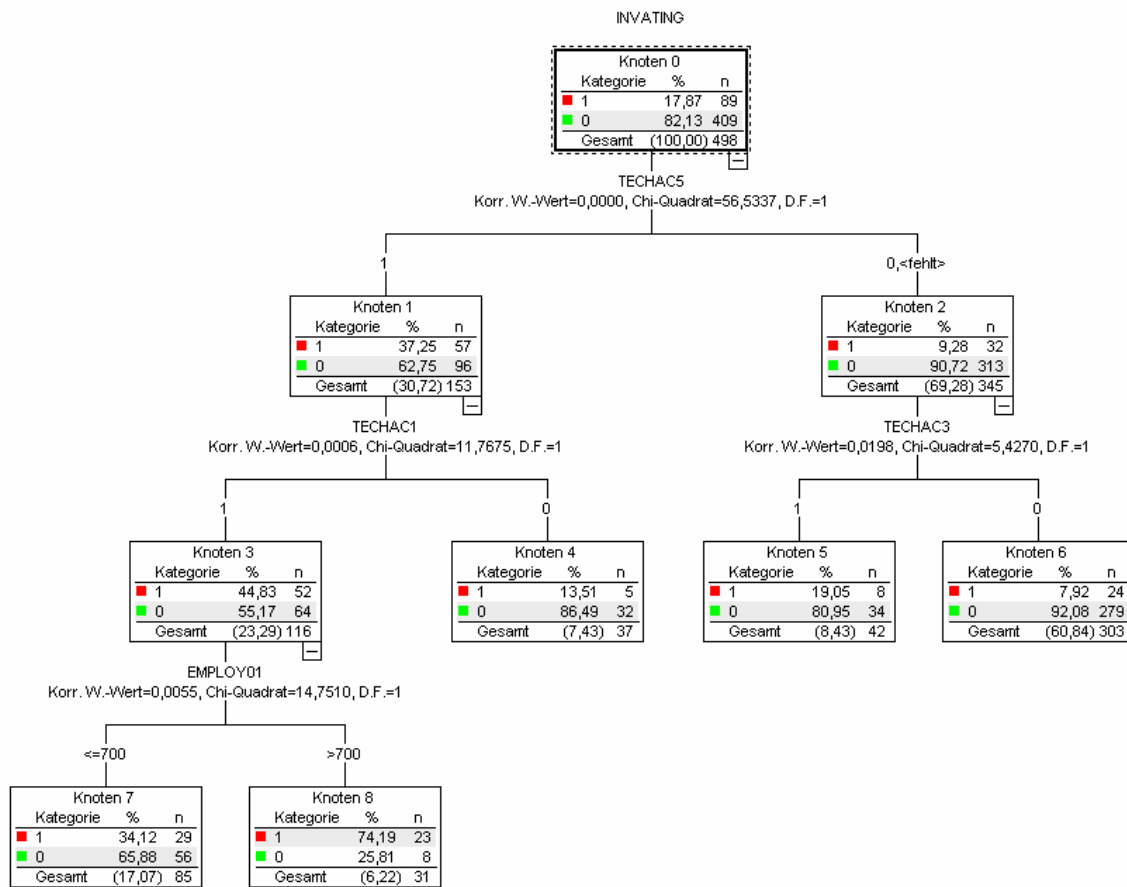 INVATING
Knoten 0
Kategorie % n
1 17,87 89
0 82,13 409
Gesamt (100,00) 498
TECHAC5
Korr. W.-Wert=0,0000, Chi-Quadrat=56,5337, D.F.=1
1
0,<fehlt>
Knoten 1
Kategorie % n
1 37,25 57
0 62,75 96
Gesamt (30,72) 153
Knoten 2
Kategorie % n
1 9,28 32
0 90,72 313
Gesamt (69,28) 345
TECHAC1
Korr. W.-Wert=0,0006, Chi-Quadrat=11,7675, D.F.=1
TECHAC3
Korr. W.-Wert=0,0198, Chi-Quadrat=5,4270, D.F.=1
1
0
1
0
Knoten 3
Kategorie % n
1 44,83 52
0 55,17 64
Gesamt (23,29) 116
Knoten 4
Kategorie % n
1 13,51 5
0 86,49 32
Gesamt (7,43) 37
Knoten 5
Kategorie % n
1 19,05 8
0 80,95 34
Gesamt (8,43) 42
Knoten 6
Kategorie % n
1 7,92 24
0 92,08 279
Gesamt (60,84) 303
EMPLOY01
Korr. W.-Wert=0,0055, Chi-Quadrat=14,7510, D.F.=1
<=700
>700
Knoten 7
Kategorie % n
1 34,12 29
0 65,88 56
Gesamt (17,07) 85
Knoten 8
Kategorie % n
1 74,19 23
0 25,81 8
Gesamt (6,22) 31